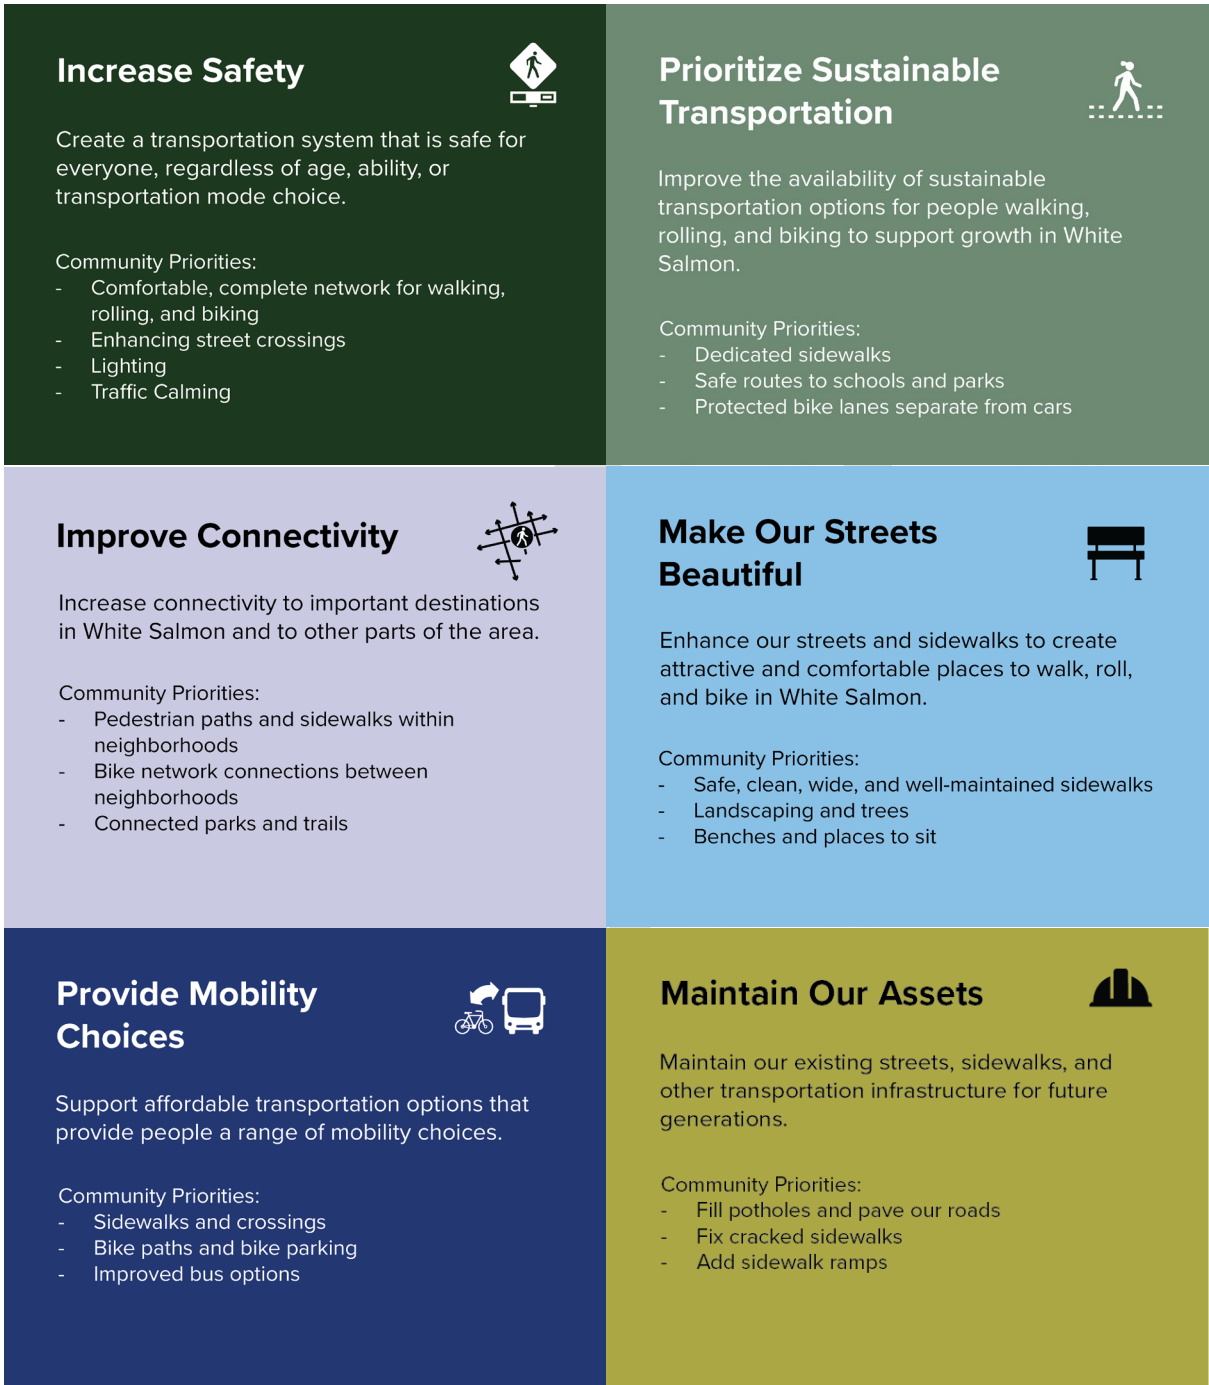 Increase Safety
Create a transportation system that is safe for
everyone, regardless of age, ability, or
transportation mode choice.
Community Priorities:
- Comfortable, complete network for walking,
rolling, and biking
- Enhancing street crossings
- Lighting
- Traffic Calming
Prioritize Sustainable
Transportation
Improve the availability of sustainable
transportation options for people walking,
rolling, and biking to support growth in White
Salmon.
Community Priorities:
- Dedicated sidewalks
- Safe routes to schools and parks
- Protected bike lanes separate from cars
Improve Connectivity
Increase connectivity to important destinations
in White Salmon and to other parts of the area.
Community Priorities:
- Pedestrian paths and sidewalks within
neighborhoods
- Bike network connections between
neighborhoods
- Connected parks and trails
Make Our Streets
Beautiful
Enhance our streets and sidewalks to create
attractive and comfortable places to walk, roll,
and bike in White Salmon.
Community Priorities:
- Safe, clean, wide, and well-maintained sidewalks
- Landscaping and trees
- Benches and places to sit
Provide Mobility
Choices
Support affordable transportation options that
provide people a range of mobility choices.
Community Priorities:
- Sidewalks and crossings
- Bike paths and bike parking
- Improved bus options
Maintain Our Assets
Maintain our existing streets, sidewalks, and
other transportation infrastructure for future
generations.
Community Priorities:
- Fill potholes and pave our roads
- Fix cracked sidewalks
- Add sidewalk ramps